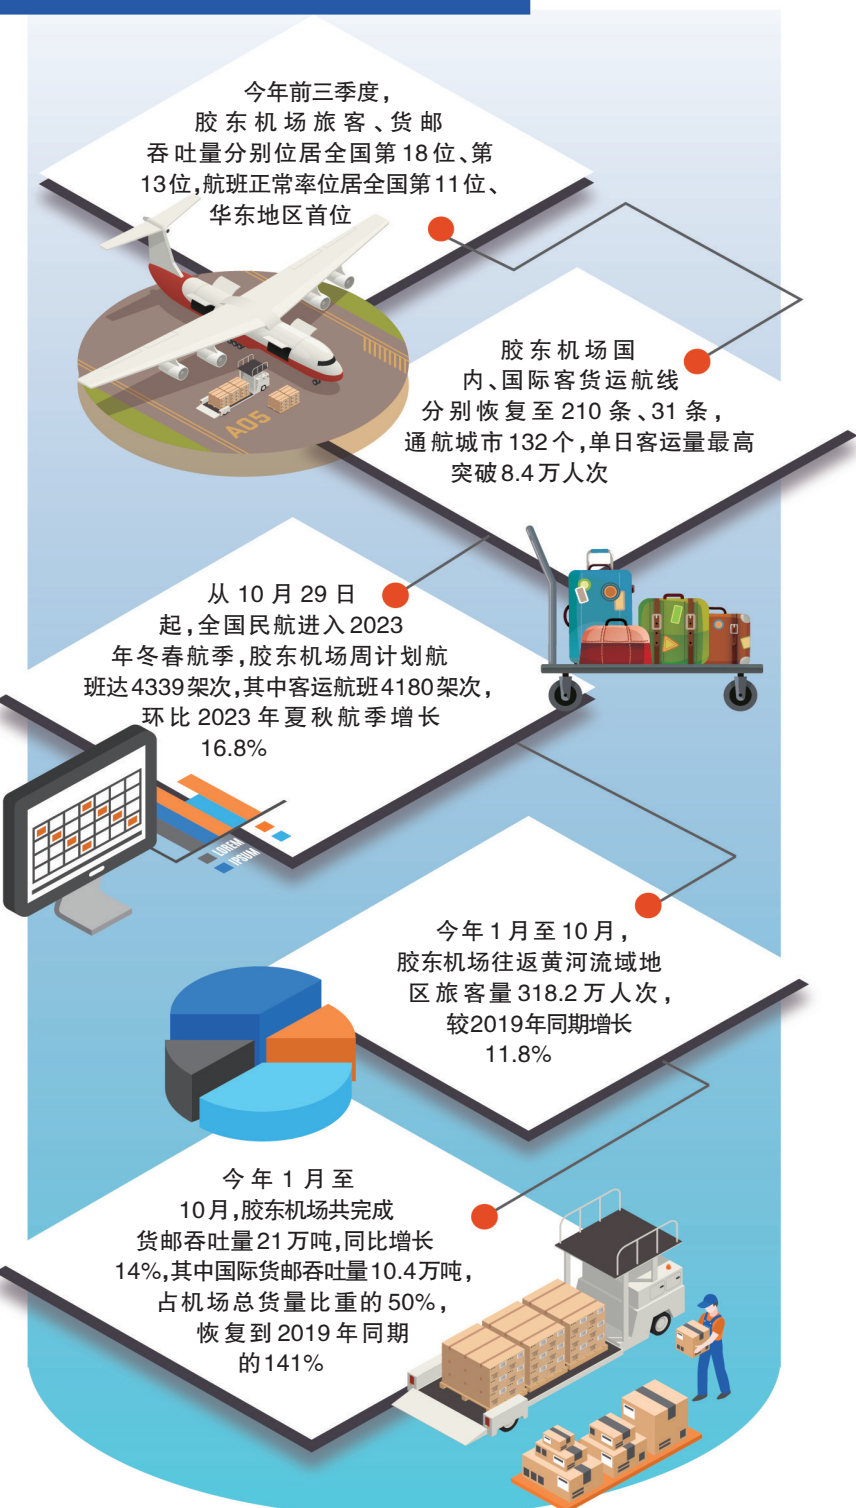 今年前三季度，
胶东机场旅客、货邮
吞吐量分别位居全国第18位、第
13位，航班正常率位居全国第11位、
华东地区首位
A05
胶东机场国
内、国际客货运航线
分别恢复至210条、31条，
通航城市132个，单日客运量最高
突破8.4万人次
从10月29日
起，全国民航进入2023
年冬春航季，胶东机场周计划航
班达4339架次，其中客运航班4180架次，
环比2023年夏秋航季增长
16.8%
LOREM
IPSUM
今年1月至10月，
胶东机场往返黄河流域地
区旅客量318.2万人次，
较2019年同期增长
11.8%
今年1月至
10月，胶东机场共完成
货邮吞吐量21万吨，同比增长
14%，其中国际货邮吞吐量10.4万吨，
占机场总货量比重的50%，
恢复到2019年同期
的141%